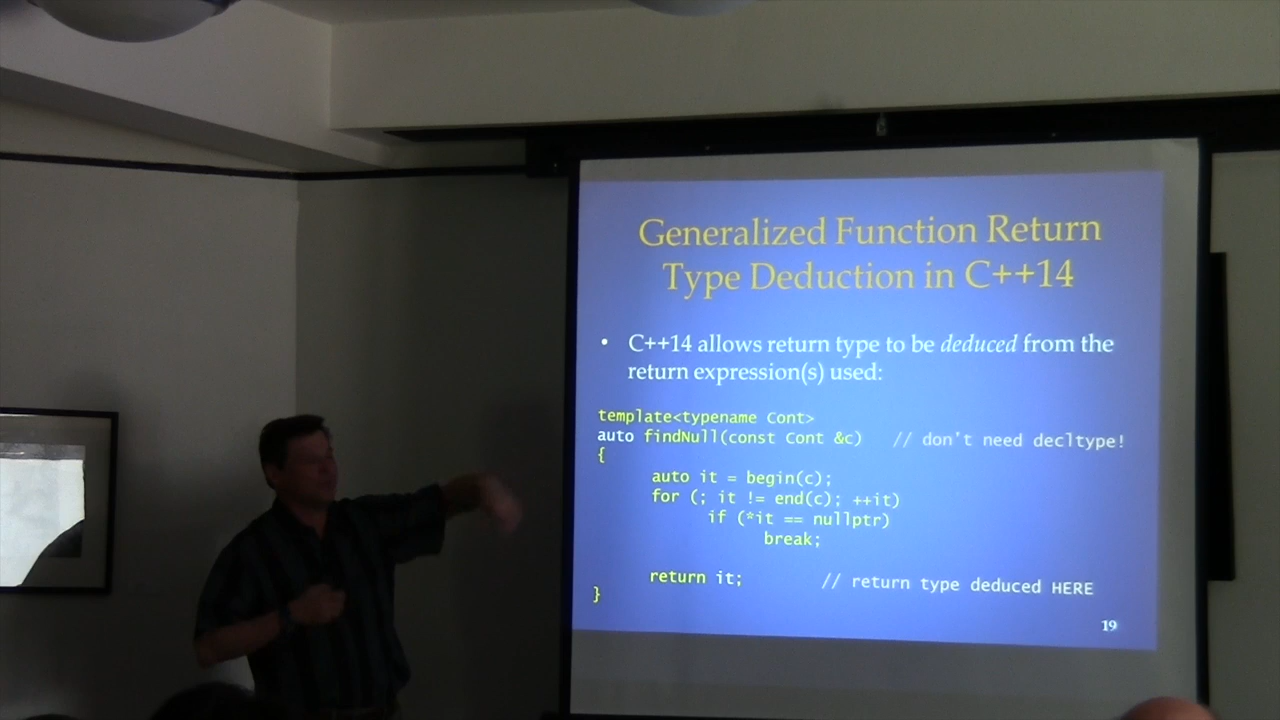 Generalized Function Return
Type Deduction in C++14
• C++14 allows return type to be deduced from the
return expression(s) used:
template<typename Cont>
auto findNull(const Cont &c) // don't need decltype!
{
auto it = begin(c);
for (; it != end(c); ++it)
if (*it == nullptr)
break;
return it; // return type deduced HERE
}
19